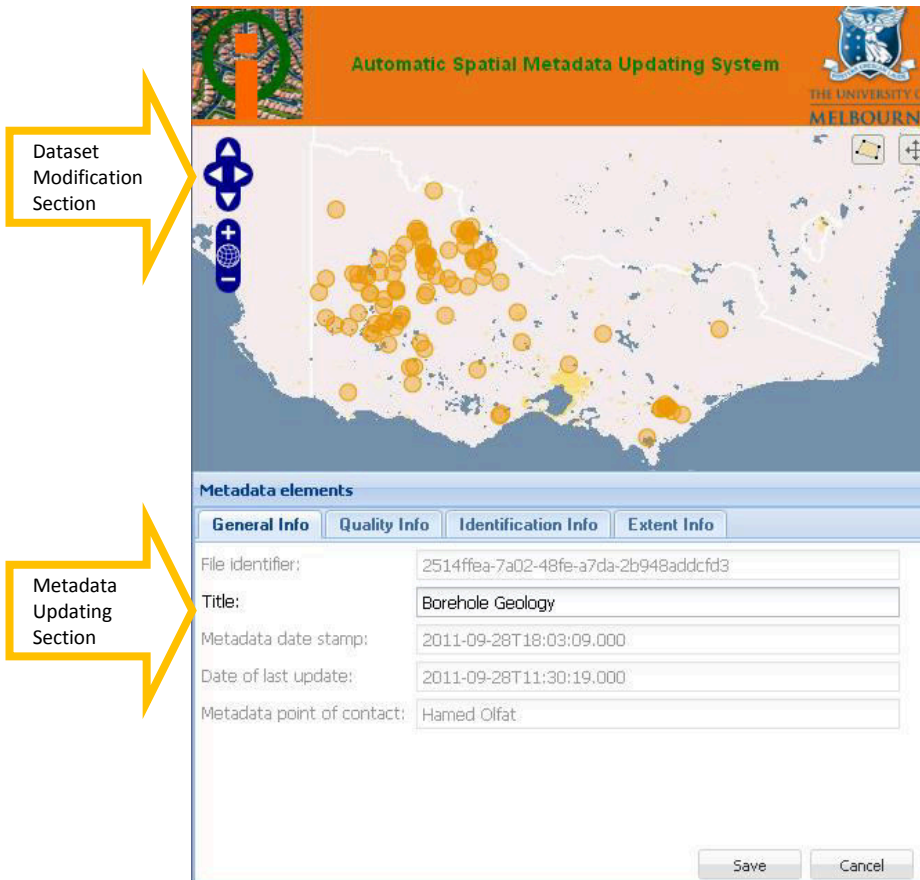 Automatic Spatial Metadata Updating System
THE UNIVERSITY
MELBOURN
Dataset
Modification
Section
Metadata elements
General Info
Quality Info
Identification Info
Extent Info
File identifier:
2514ffea-7a02-48fe-a7da-2b948addcfd3
Metadata
Updating
Section
Title:
Borehole Geology
Metadata date stamp:
2011-09-28T18:03:09.000
Date of last update:
2011-09-28T11:30:19.000
Metadata point of contact:
Hamed Olfat
Save
Cancel